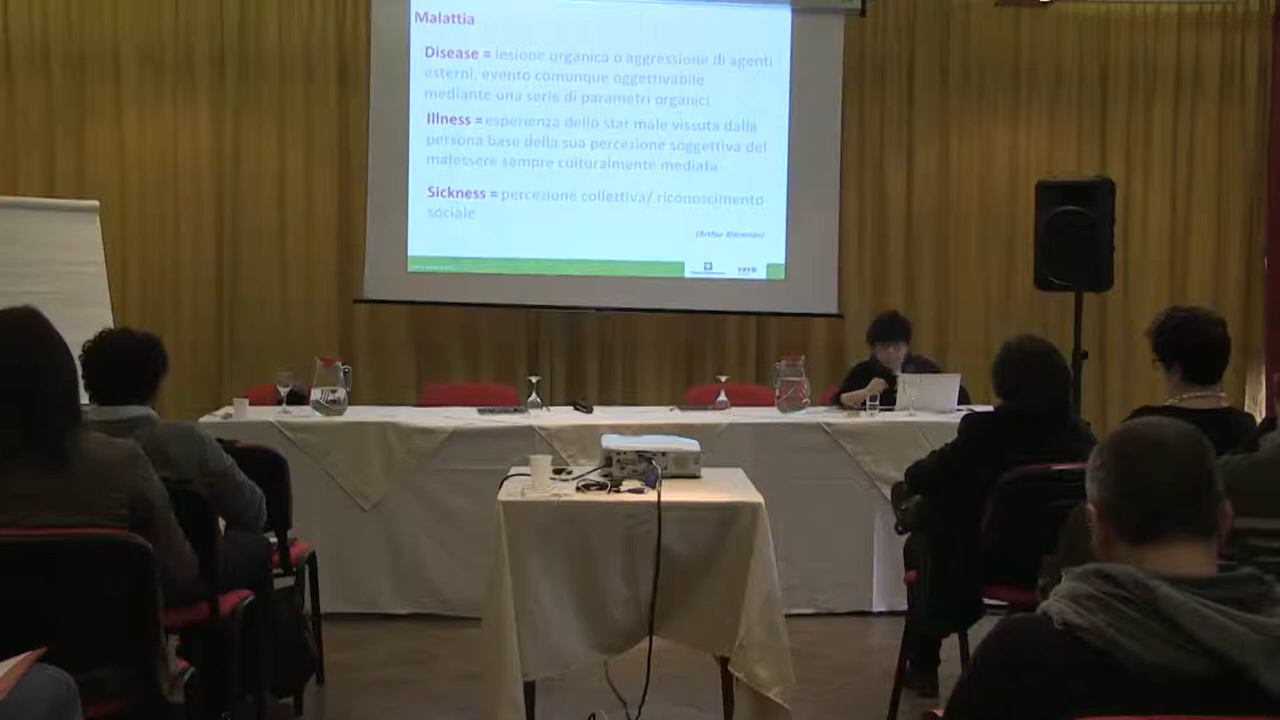 Malattia
Disease = lesione organica o aggressione di agenti
esterni, evento comunque oggettivabile
mediante una serie di parametri organici
Illness = esperienza dello star male vissuta dalla
persona base della sua percezione soggettiva del
malessere sempre culturalmente mediata
Sickness = percezione collettiva/ riconoscimento
sociale
(Arthur Kleinman)